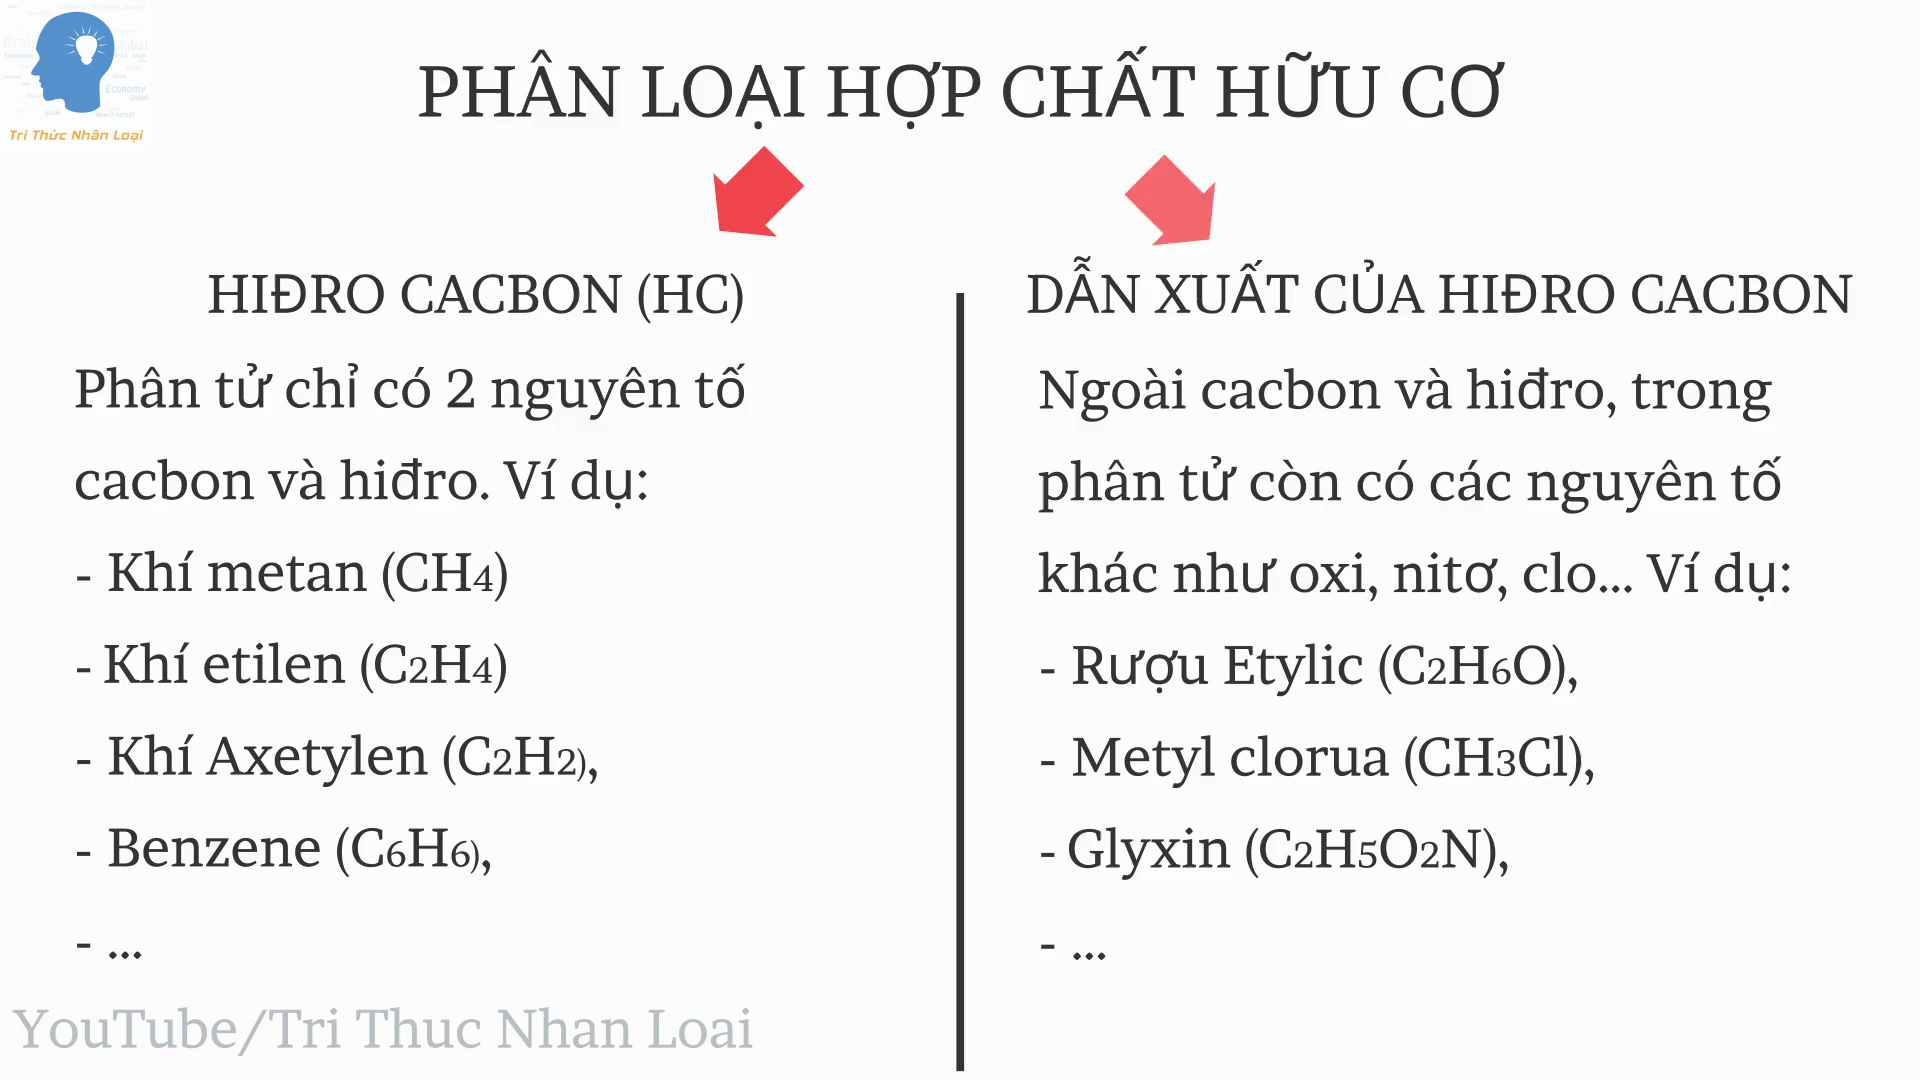 Tri Thức Nhân Loại
PHÂN LOẠI HỢP CHẤT HỮU CƠ
HIĐRO CACBON (HC)
Phân tử chỉ có 2 nguyên tố
cacbon và hiđro. Ví dụ:
- Khí metan (CH4)
- Khí etilen (C2H4)
- Khí Axetylen (C2H2),
- Benzene (C6H6),
- ...
DẪN XUẤT CỦA HIĐRO CACBON
Ngoài cacbon và hiđro, trong
phân tử còn có các nguyên tố
khác như oxi, nitơ, clo... Ví dụ:
- Rượu Etylic (C2H6O),
- Metyl clorua (CH3Cl),
- Glyxin (C2H5O2N),
- ...
YouTube/Tri Thuc Nhan Loai